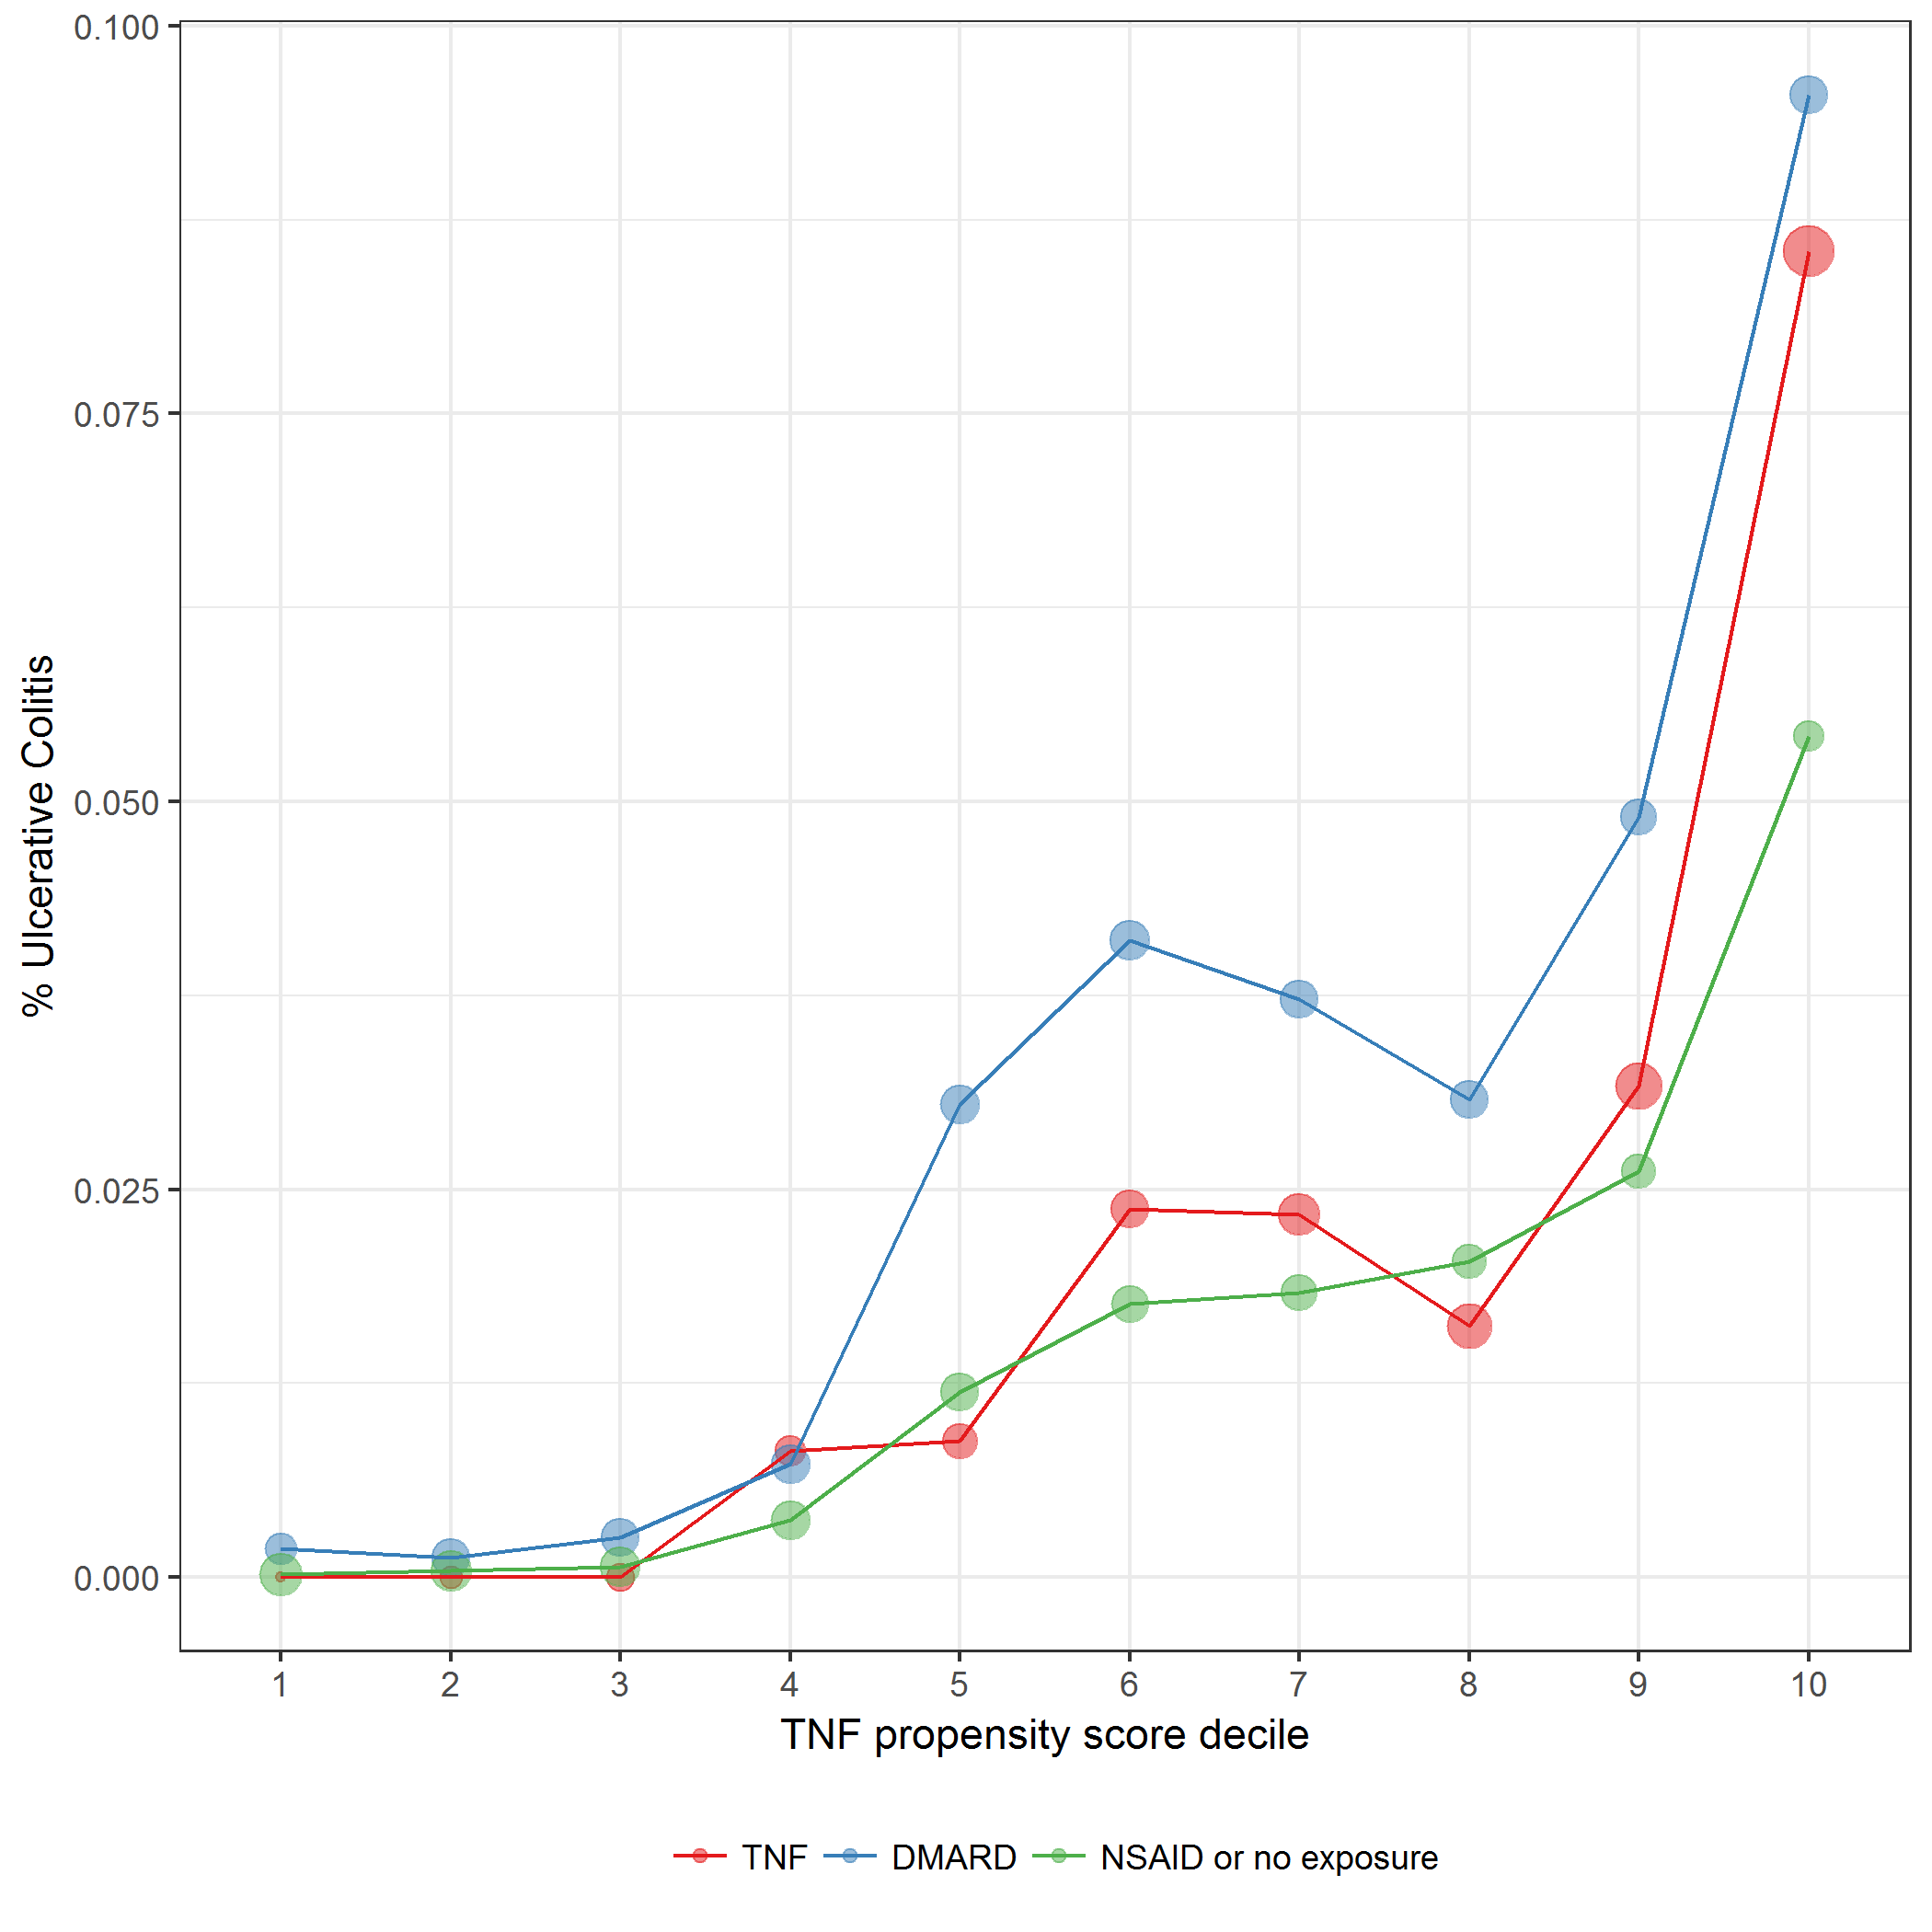 % Ulcerative Colitis
0.100
0.075
0.050
0.025
0.000
1 2 3 4 5 6 7 8 9 10
TNF propensity score decile
TNF DMARD NSAID or no exposure